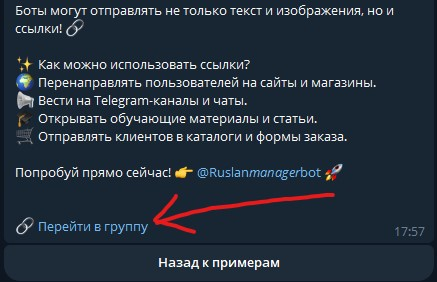 Боты могут отправлять не только текст и изображения, но и
ссылки! 🔗
✨ Как можно использовать ссылки?
🌍 Перенаправлять пользователей на сайты и магазины.
📢 Вести на Telegram-каналы и чаты.
🎓 Открывать обучающие материалы и статьи.
🛒 Отправлять клиентов в каталоги и формы заказа.
Попробуй прямо сейчас! 👉 @Ruslanmanagerbot 🚀
🔗 Перейти в группу
17:57
Назад к примерам